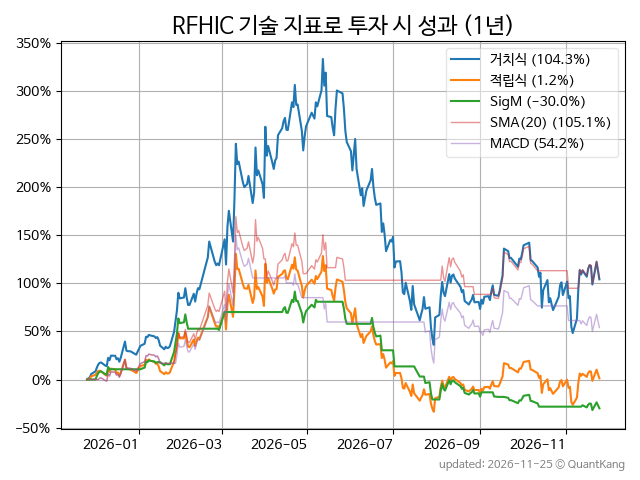 RFHIC 기술 지표로 투자 시 성과 (1년)
350%
300%
250%
200%
150%
100%
50%
0%
−50%
거치식 (104.3%)
적립식 (1.2%)
SigM (−30.0%)
SMA(20) (105.1%)
MACD (54.2%)
2026-01
2026-03
2026-05
2026-07
2026-09
2026-11
updated: 2026-11-25 © QuantKang